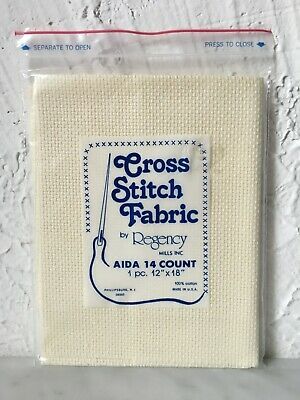 SEPARATE TO OPEN PRESS TO CLOSE
Cross
Stitch
Fabric
by Regency
MILLS INC.
AIDA 14 COUNT
1 pc. 12"x18"
PHILLIPSBURG, N.J. 100% cotton
MADE IN U.S.A.